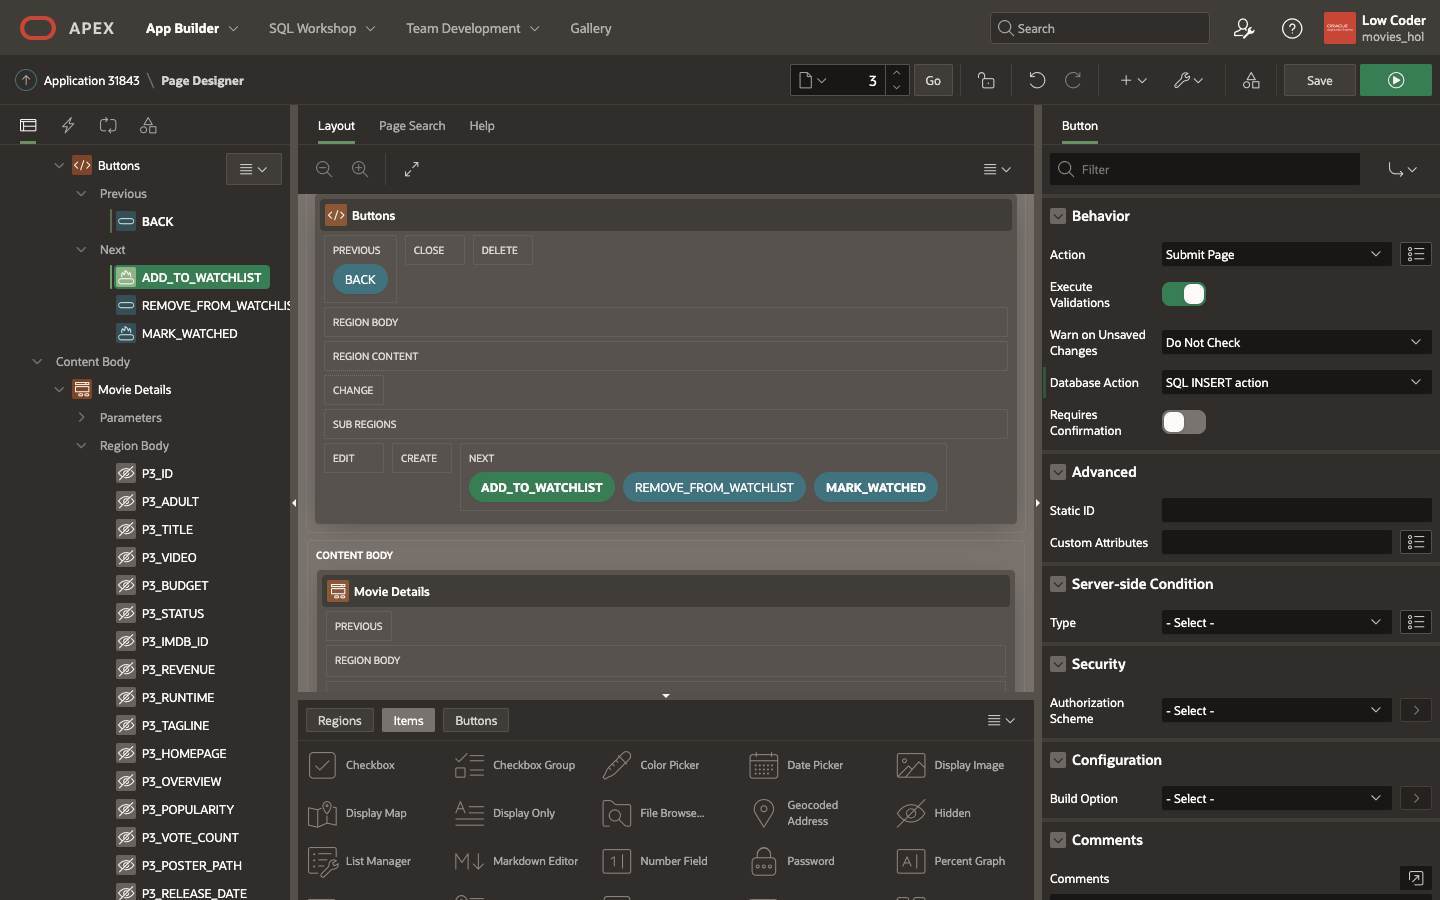 APEX
App Builder
SQL Workshop
Team Development
Gallery
Search
Low Coder
movies_hol
Application 31843 \ Page Designer
3
Go
Save
Buttons
Previous
BACK
Next
ADD_TO_WATCHLIST
REMOVE_FROM_WATCHLIS
MARK_WATCHED
Content Body
Movie Details
Parameters
Region Body
P3_ID
P3_ADULT
P3_TITLE
P3_VIDEO
P3_BUDGET
P3_STATUS
P3_IMDB_ID
P3_REVENUE
P3_RUNTIME
P3_TAGLINE
P3_HOMEPAGE
P3_OVERVIEW
P3_POPULARITY
P3_VOTE_COUNT
P3_POSTER_PATH
P3_RELEASE_DATE
Layout
Page Search
Help
Buttons
PREVIOUS
CLOSE
DELETE
BACK
REGION BODY
REGION CONTENT
CHANGE
SUB REGIONS
EDIT
CREATE
NEXT
ADD_TO_WATCHLIST
REMOVE_FROM_WATCHLIST
MARK_WATCHED
CONTENT BODY
Movie Details
PREVIOUS
REGION BODY
Regions
Items
Buttons
Checkbox
Checkbox Group
Color Picker
Date Picker
Display Image
Display Map
Display Only
File Browse...
Geocoded
Address
Hidden
List Manager
Markdown Editor
Number Field
Password
Percent Graph
Button
Filter
Behavior
Action
Submit Page
Execute
Validations
Warn on Unsaved
Changes
Do Not Check
Database Action
SQL INSERT action
Requires
Confirmation
Advanced
Static ID
Custom Attributes
Server-side Condition
Type
- Select -
Security
Authorization
Scheme
- Select -
Configuration
Build Option
- Select -
Comments
Comments